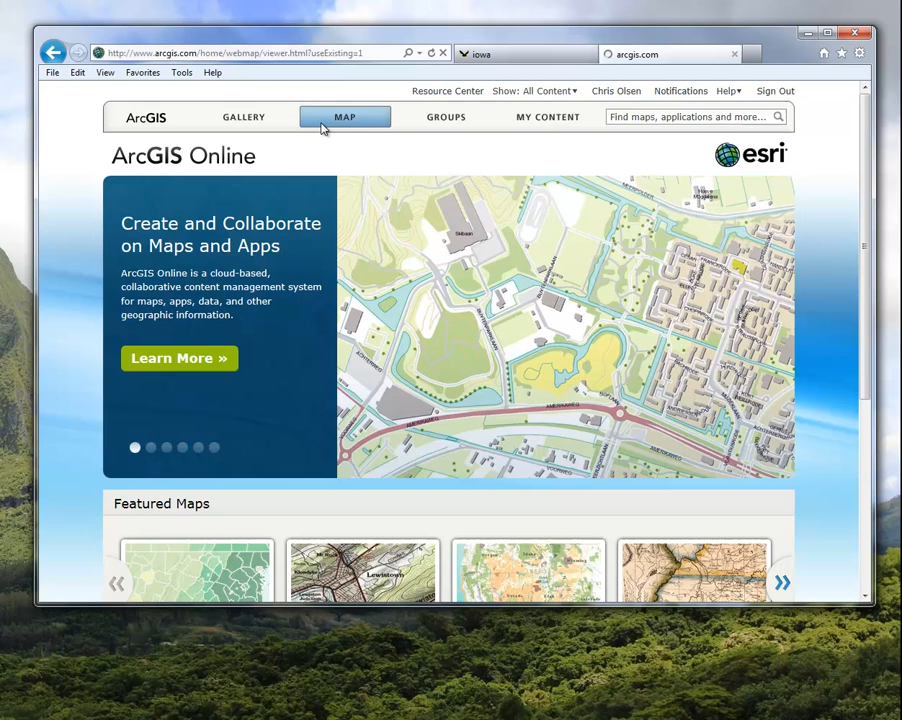 http://www.arcgis.com/home/webmap/viewer.html?useExisting=1
iowa
arcgis.com
File Edit View Favorites Tools Help
Resource Center Show: All Content Chris Olsen Notifications Help Sign Out
ArcGIS GALLERY MAP GROUPS MY CONTENT Find maps, applications and more...
ArcGIS Online
esri
Create and Collaborate
on Maps and Apps
ArcGIS Online is a cloud-based,
collaborative content management system
for maps, apps, data, and other
geographic information.
Learn More »
AMERIKAWEG
AMERIKAWEG
Featured Maps
Lewistown